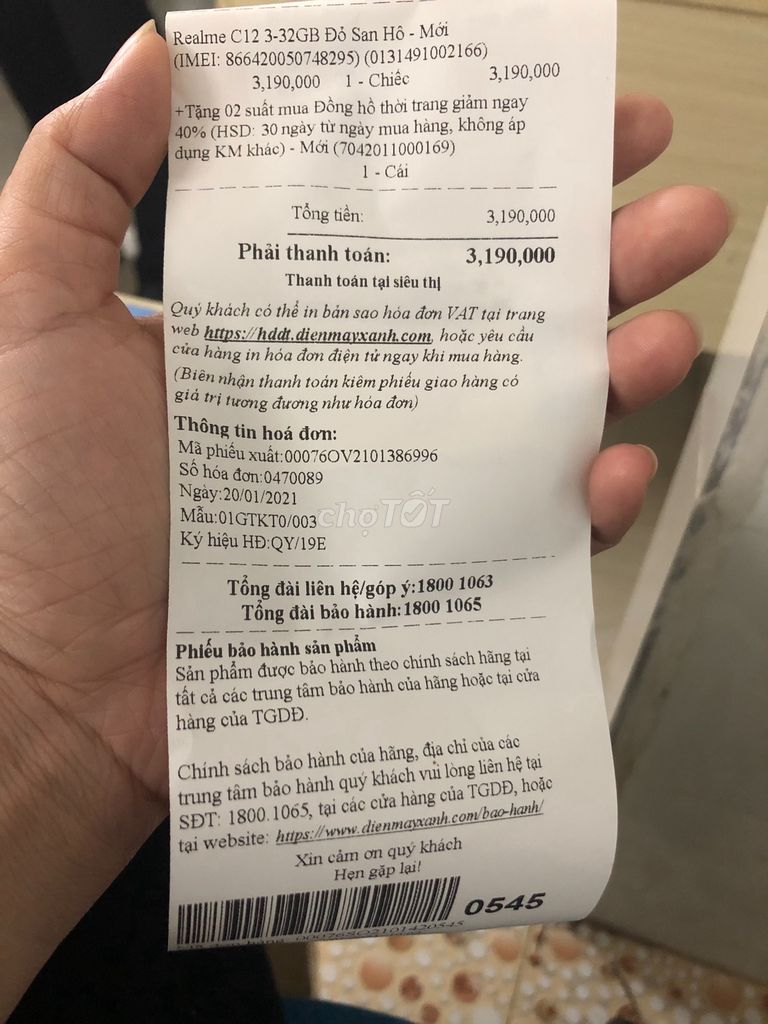 Realme C12 3-32GB Đỏ San Hô - Mới
(IMEI: 866420050748295) (0131491002166)
3,190,000 1 - Chiếc 3,190,000
+Tặng 02 suất mua Đồng hồ thời trang giảm ngay
40% (HSD: 30 ngày từ ngày mua hàng, không áp
dụng KM khác) - Mới (7042011000169)
1 - Cái
Tổng tiền: 3,190,000
Phải thanh toán: 3,190,000
Thanh toán tại siêu thị
Quý khách có thể in bản sao hóa đơn VAT tại trang
web https://hddt.dienmayxanh.com, hoặc yêu cầu
cửa hàng in hóa đơn điện tử ngay khi mua hàng.
(Biên nhận thanh toán kiêm phiếu giao hàng có
giá trị tương đương như hóa đơn)
Thông tin hoá đơn:
Mã phiếu xuất:00076OV2101386996
Số hóa đơn:0470089
Ngày:20/01/2021
Mẫu:01GTKT0/003
chợTỐT
Ký hiệu HĐ:QY/19E
Tổng đài liên hệ/góp ý:1800 1063
Tổng đài bảo hành:1800 1065
Phiếu bảo hành sản phẩm
Sản phẩm được bảo hành theo chính sách hãng tại
tất cả các trung tâm bảo hành của hãng hoặc tại cửa
hàng của TGDĐ.
Chính sách bảo hành của hãng, địa chỉ của các
trung tâm bảo hành quý khách vui lòng liên hệ tại
SĐT: 1800.1065, tại các cửa hàng của TGDĐ, hoặc
tại website: https://www.dienmayxanh.com/bao-hanh/
Xin cảm ơn quý khách
Hẹn gặp lại!
0545
00076SO2101420545